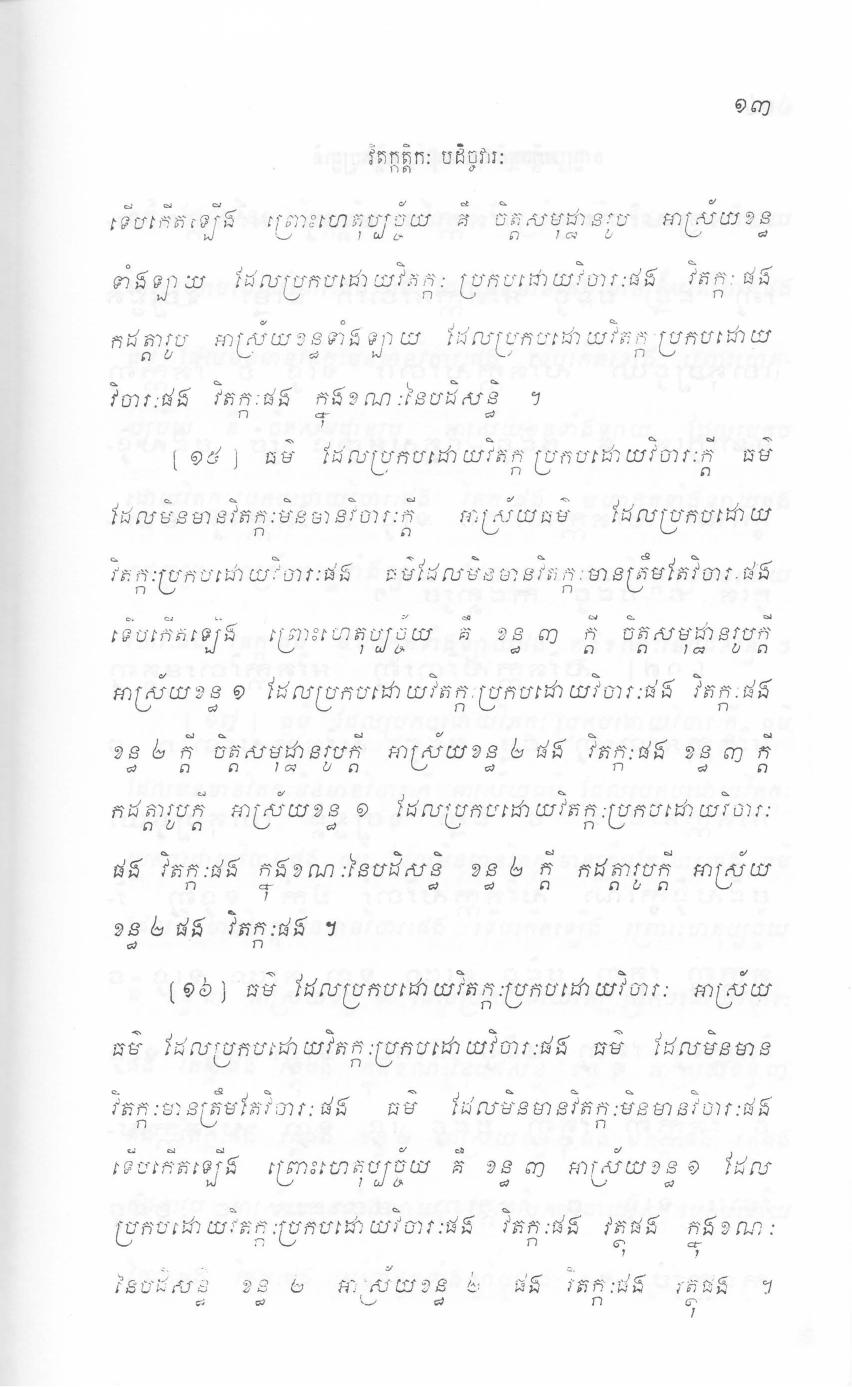 ១៣
វិតក្កត្តិកៈ បដិច្ចវារៈ
ទើបកើតឡើង ព្រោះហេតុប្បច្ច័យ គឺ ចិត្តសមុដ្ឋានរូប អាស្រ័យខន្ធ
ទាំងឡាយ ដែលប្រកបដោយវិតក្កៈ ប្រកបដោយវិចារៈផង វិតក្កៈផង
កដត្តារូប អាស្រ័យខន្ធទាំងឡាយ ដែលប្រកបដោយវិតក្កៈប្រកបដោយ
វិចារៈផង វិតក្កៈផង ក្នុងខណៈនៃបដិសន្ធិ ។
[១៥] ធម៌ ដែលប្រកបដោយវិតក្ក ប្រកបដោយវិចារៈក្តី ធម៌
ដែលមិនមានវិតក្កៈមិនមានវិចារៈក្តី អាស្រ័យធម៌ ដែលប្រកបដោយ
វិតក្កៈប្រកបដោយវិចារៈផង ធម៌ដែលមិនមានវិតក្កៈមានត្រឹមតែវិចារៈផង
ទើបកើតឡើង ព្រោះហេតុប្បច្ច័យ គឺ ខន្ធ ៣ ក្តី ចិត្តសមុដ្ឋានរូបក្តី
អាស្រ័យខន្ធ ១ ដែលប្រកបដោយវិតក្កៈប្រកបដោយវិចារៈផង វិតក្កៈផង
ខន្ធ ២ ក្តី ចិត្តសមុដ្ឋានរូបក្តី អាស្រ័យខន្ធ ២ ផង វិតក្កៈផង ខន្ធ ៣ ក្តី
កដត្តារូបក្តី អាស្រ័យខន្ធ ១ ដែលប្រកបដោយវិតក្កៈប្រកបដោយវិចារៈ
ផង វិតក្កៈផង ក្នុងខណៈនៃបដិសន្ធិ ខន្ធ ២ ក្តី កដត្តារូបក្តី អាស្រ័យ
ខន្ធ ២ ផង វិតក្កៈផង ។
[១៦] ធម៌ ដែលប្រកបដោយវិតក្កៈប្រកបដោយវិចារៈ អាស្រ័យ
ធម៌ ដែលប្រកបដោយវិតក្កៈប្រកបដោយវិចារៈផង ធម៌ ដែលមិនមាន
វិតក្កៈមានត្រឹមតែវិចារៈផង ធម៌ ដែលមិនមានវិតក្កៈមិនមានវិចារៈផង
ទើបកើតឡើង ព្រោះហេតុប្បច្ច័យ គឺ ខន្ធ ៣ អាស្រ័យខន្ធ ១ ដែល
ប្រកបដោយវិតក្កៈប្រកបដោយវិចារៈផង វិតក្កៈផង វត្ថុផង ក្នុងខណៈ
នៃបដិសន្ធិ ខន្ធ ២ អាស្រ័យខន្ធ ២ ផង វិតក្កៈផង វត្ថុផង ។